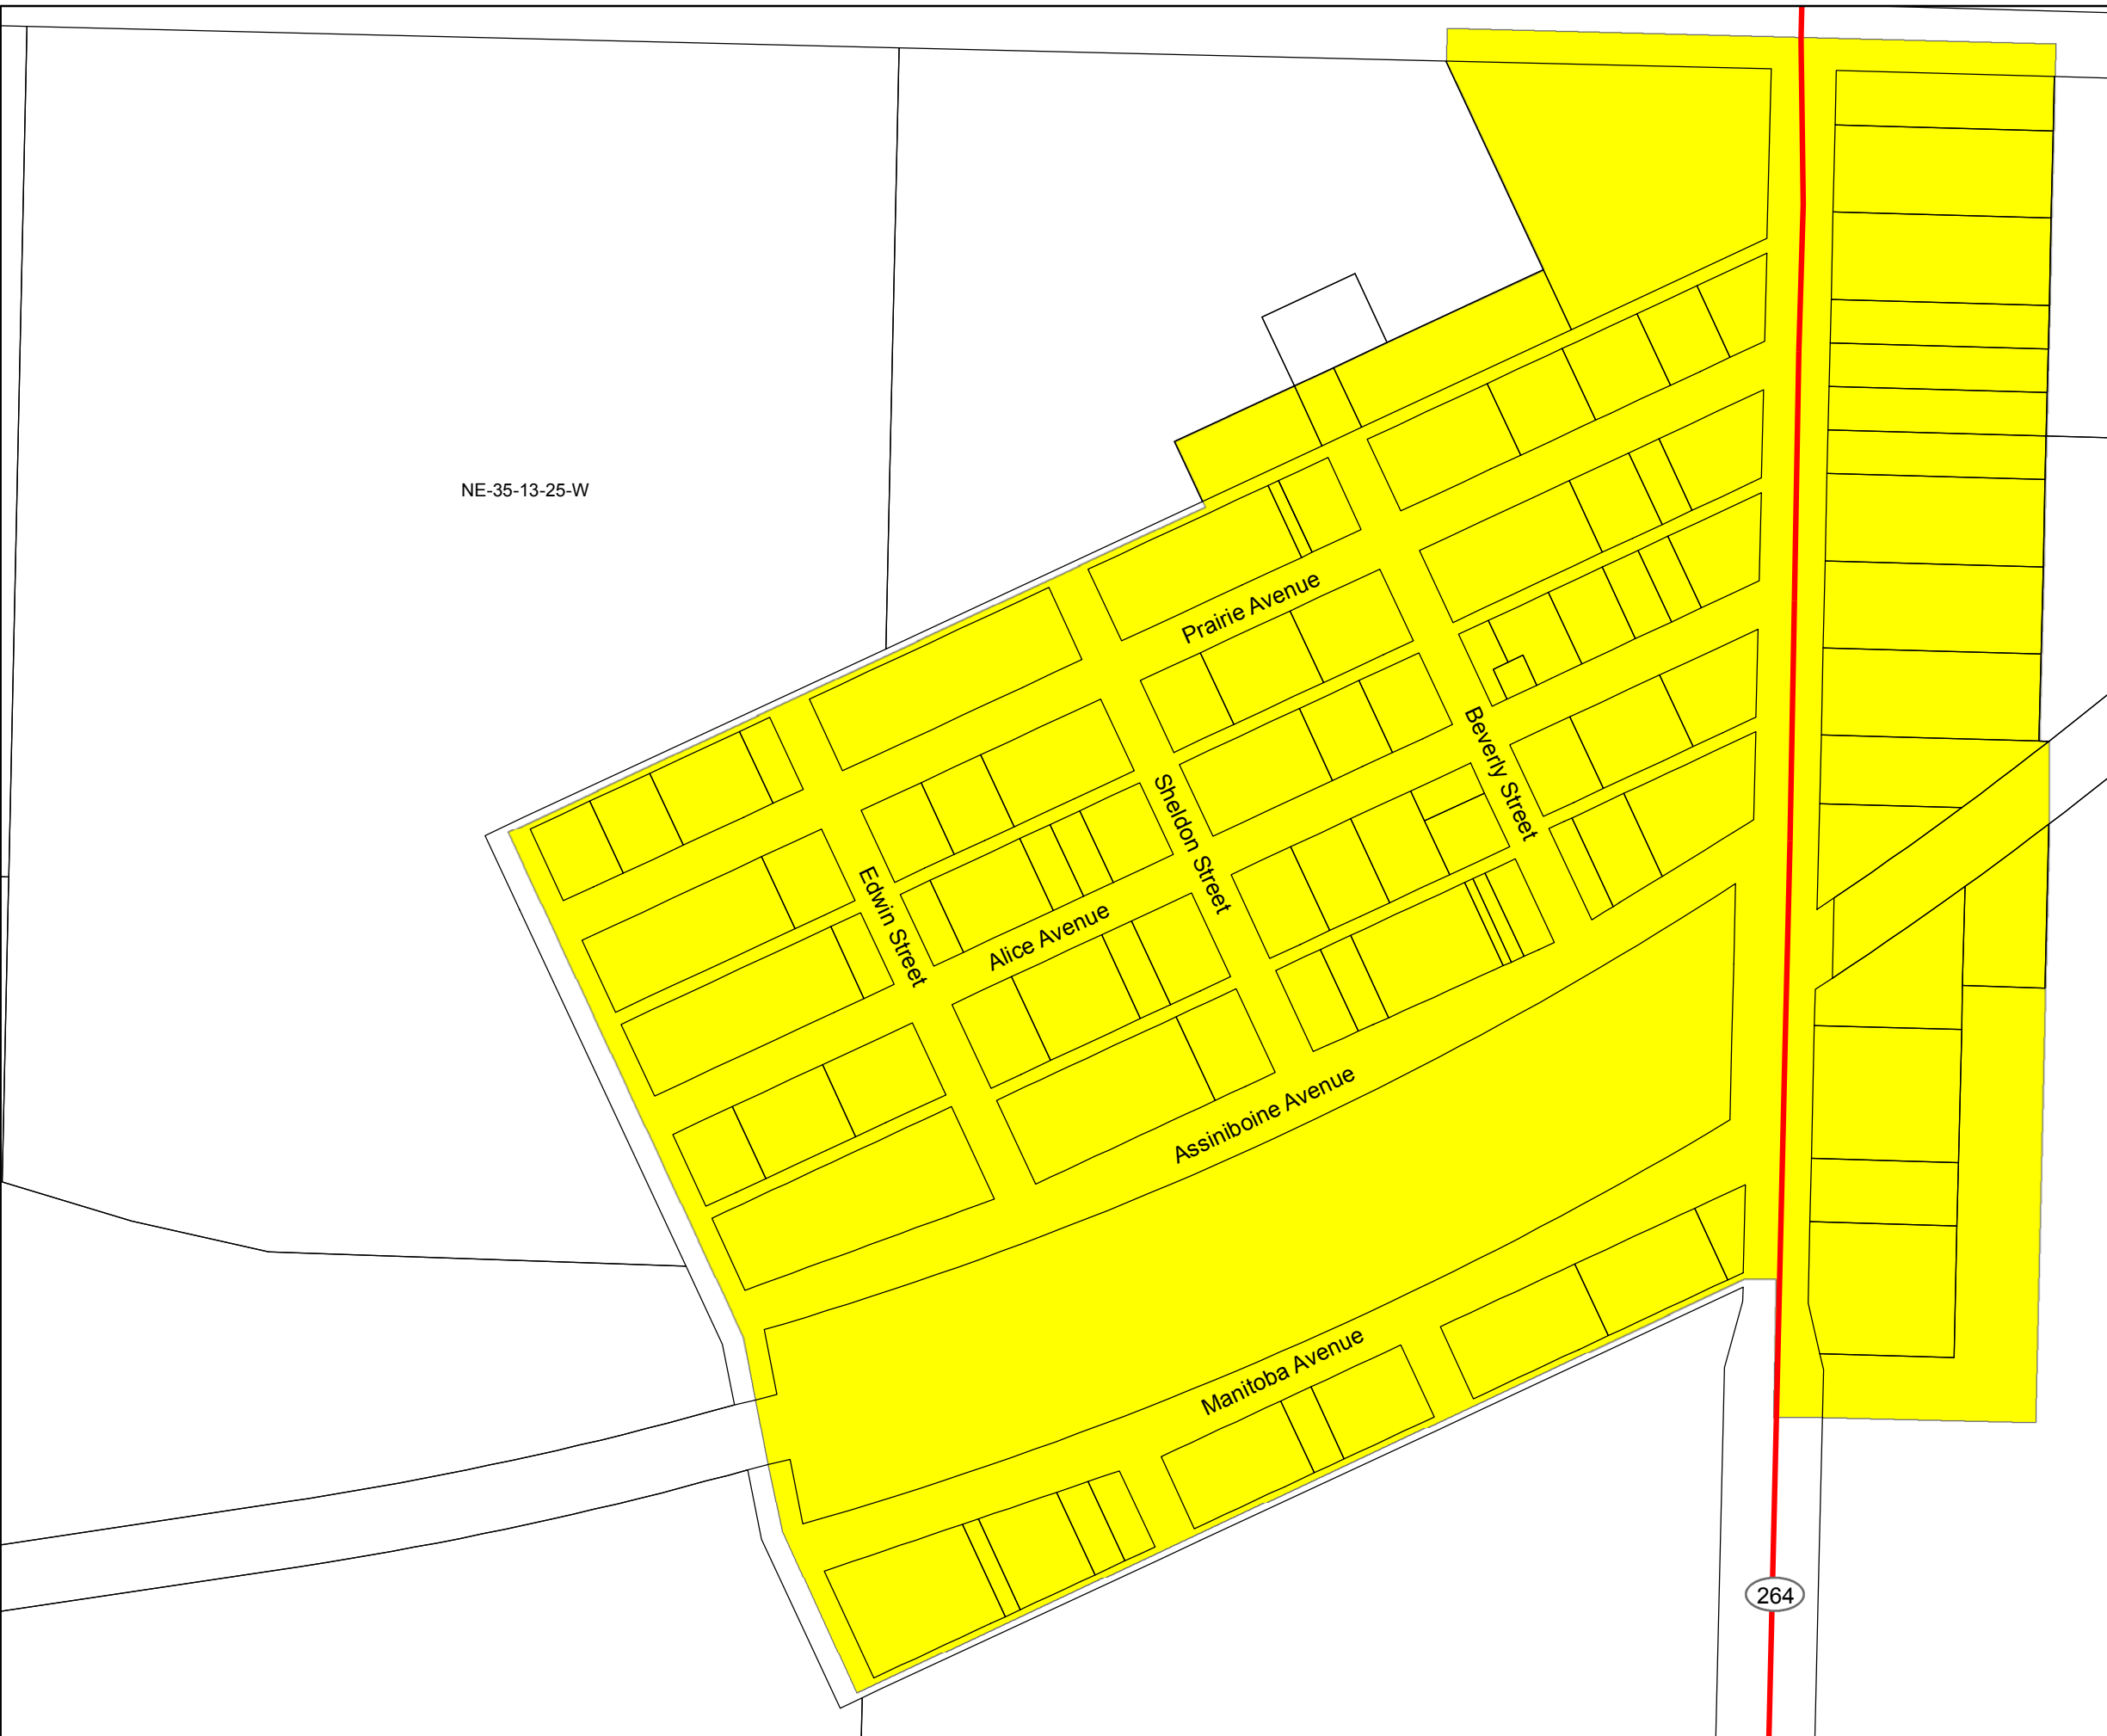 NE-35-13-25-W
Prairie Avenue
Beverly Street
Sheldon Street
Edwin Street
Alice Avenue
Assiniboine Avenue
Manitoba Avenue
264